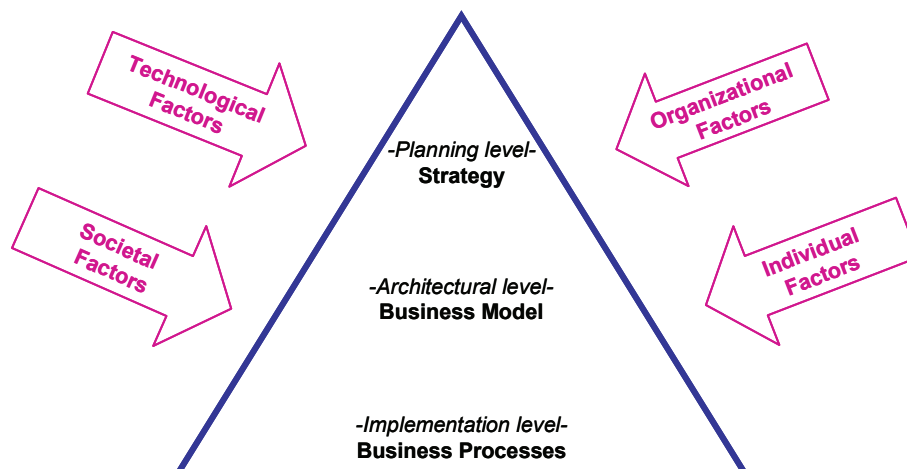 Technological
Factors
Organizational
Factors
-Planning level-
Strategy
Societal
Factors
Individual
Factors
-Architectural level-
Business Model
-Implementation level-
Business Processes